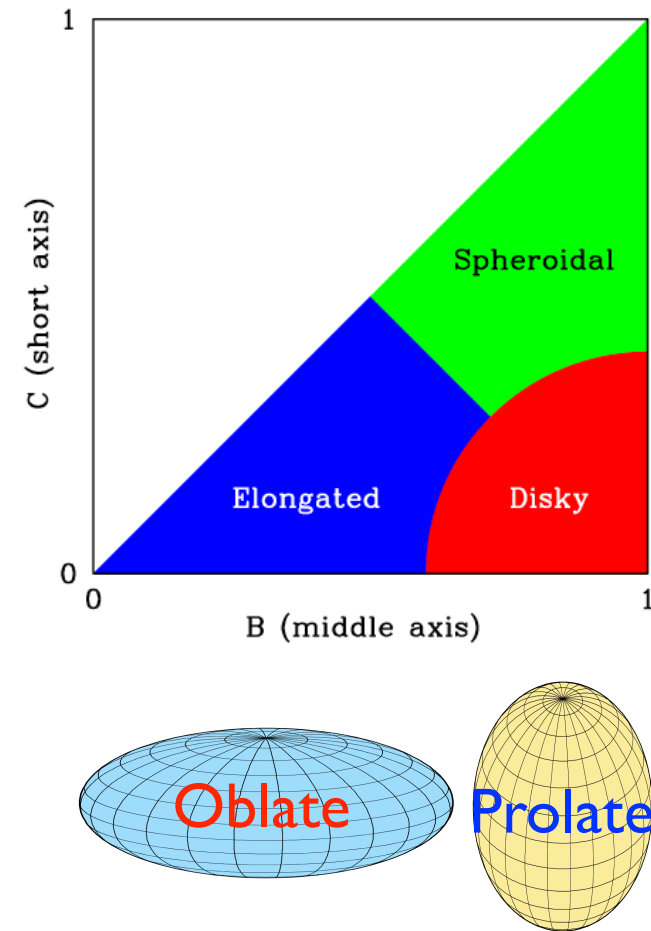 1
C (short axis)
Spheroidal
Elongated
Disky
0
0
1
B (middle axis)
Oblate
Prolate